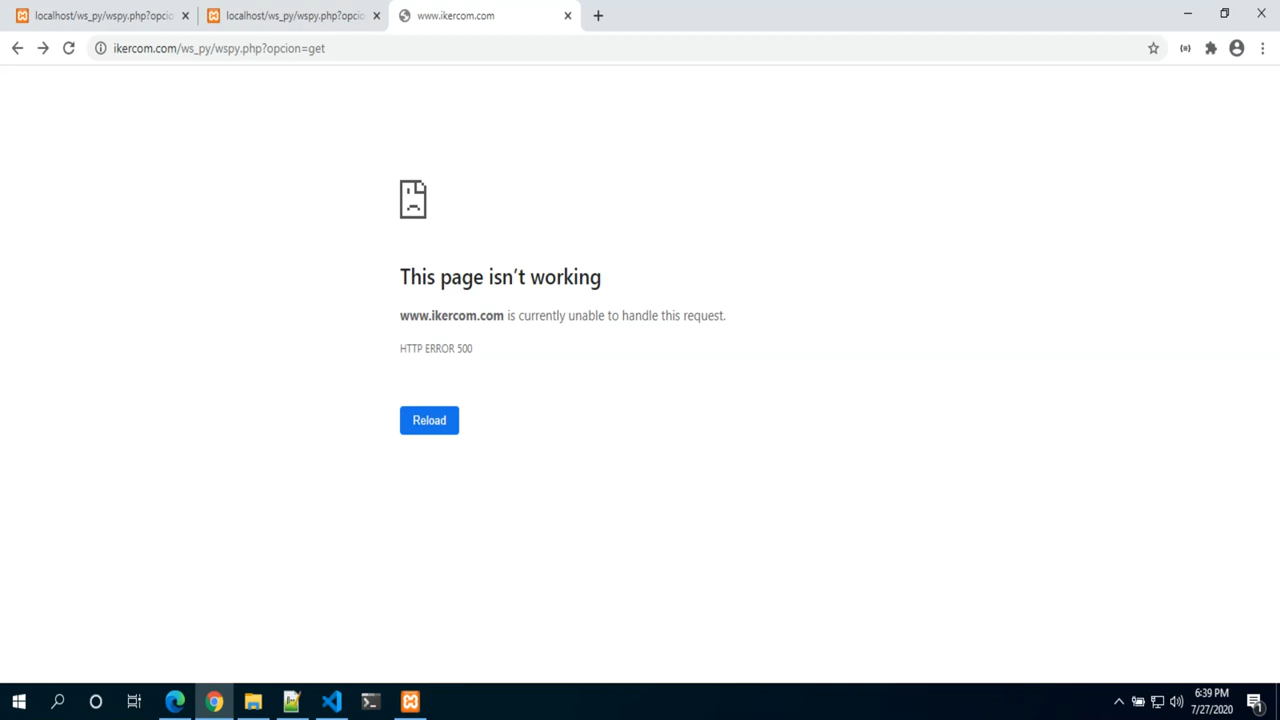 localhost/ws_py/wspy.php?opcio
localhost/ws_py/wspy.php?opcio
www.ikercom.com
ikercom.com/ws_py/wspy.php?opcion=get
This page isn't working
www.ikercom.com is currently unable to handle this request.
HTTP ERROR 500
Reload
6:39 PM
7/27/2020
1